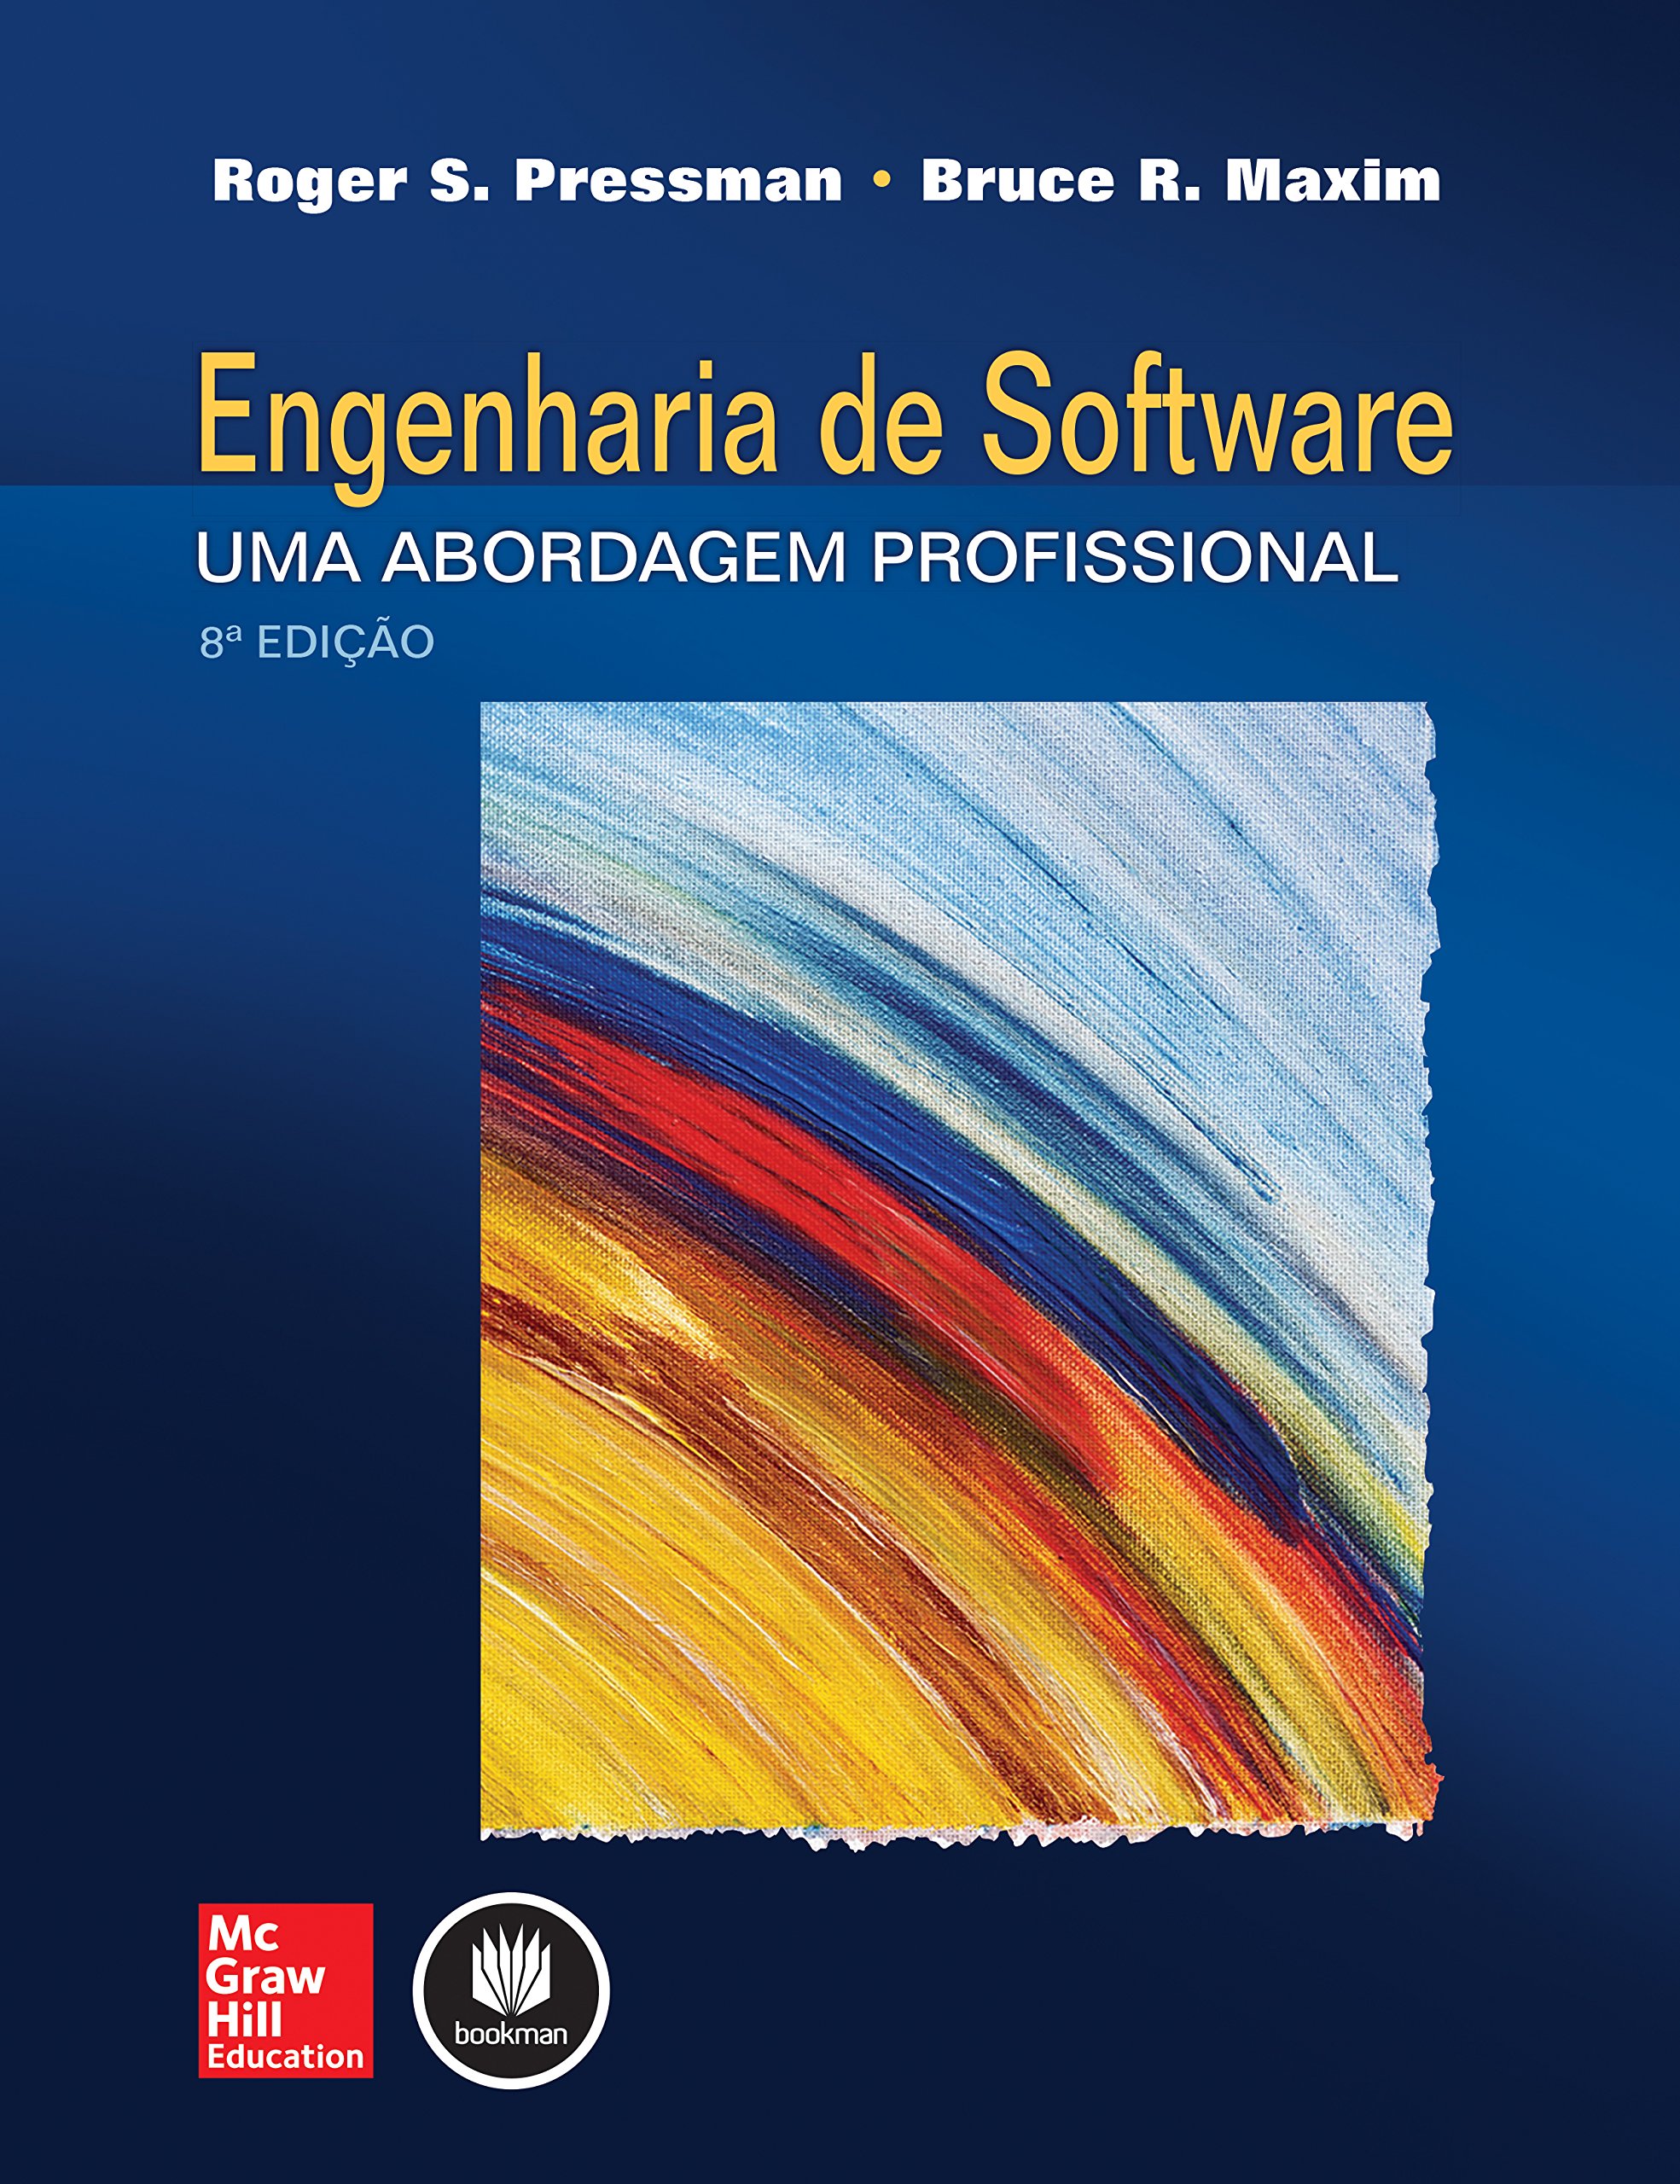 Roger S. Pressman • Bruce R. Maxim
Engenharia de Software
UMA ABORDAGEM PROFISSIONAL
8ª EDIÇÃO
Mc
Graw
Hill
Education
bookman